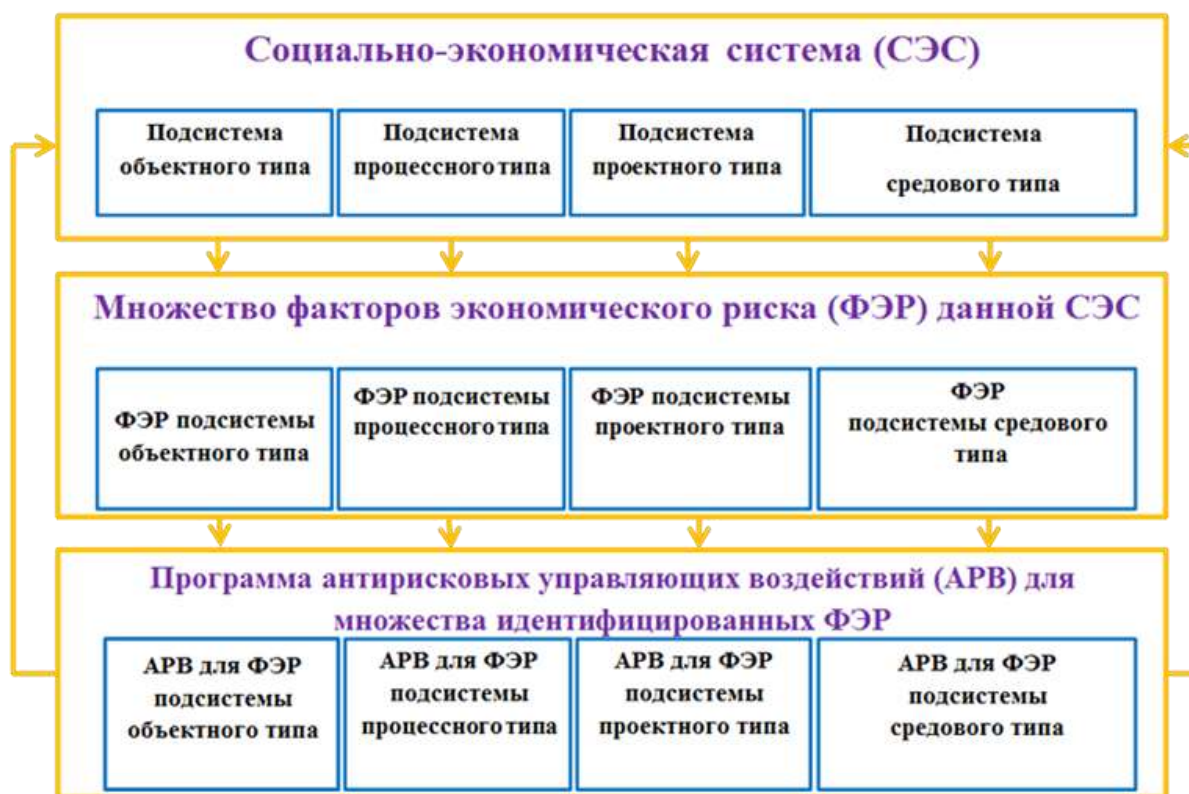 Социально-экономическая система (СЭС)
Подсистема
объектного типа
Подсистема
процессного типа
Подсистема
проектного типа
Подсистема
средового типа
Множество факторов экономического риска (ФЭР) данной СЭС
ФЭР подсистемы
объектного типа
ФЭР подсистемы
процессного типа
ФЭР подсистемы
проектного типа
ФЭР
подсистемы средового
типа
Программа антирисковых управляющих воздействий (АРВ) для
множества идентифицированных ФЭР
АРВ для ФЭР
подсистемы
объектного типа
АРВ для ФЭР
подсистемы
процессного типа
АРВ для ФЭР
подсистемы
проектного типа
АРВ для ФЭР
подсистемы
средового типа